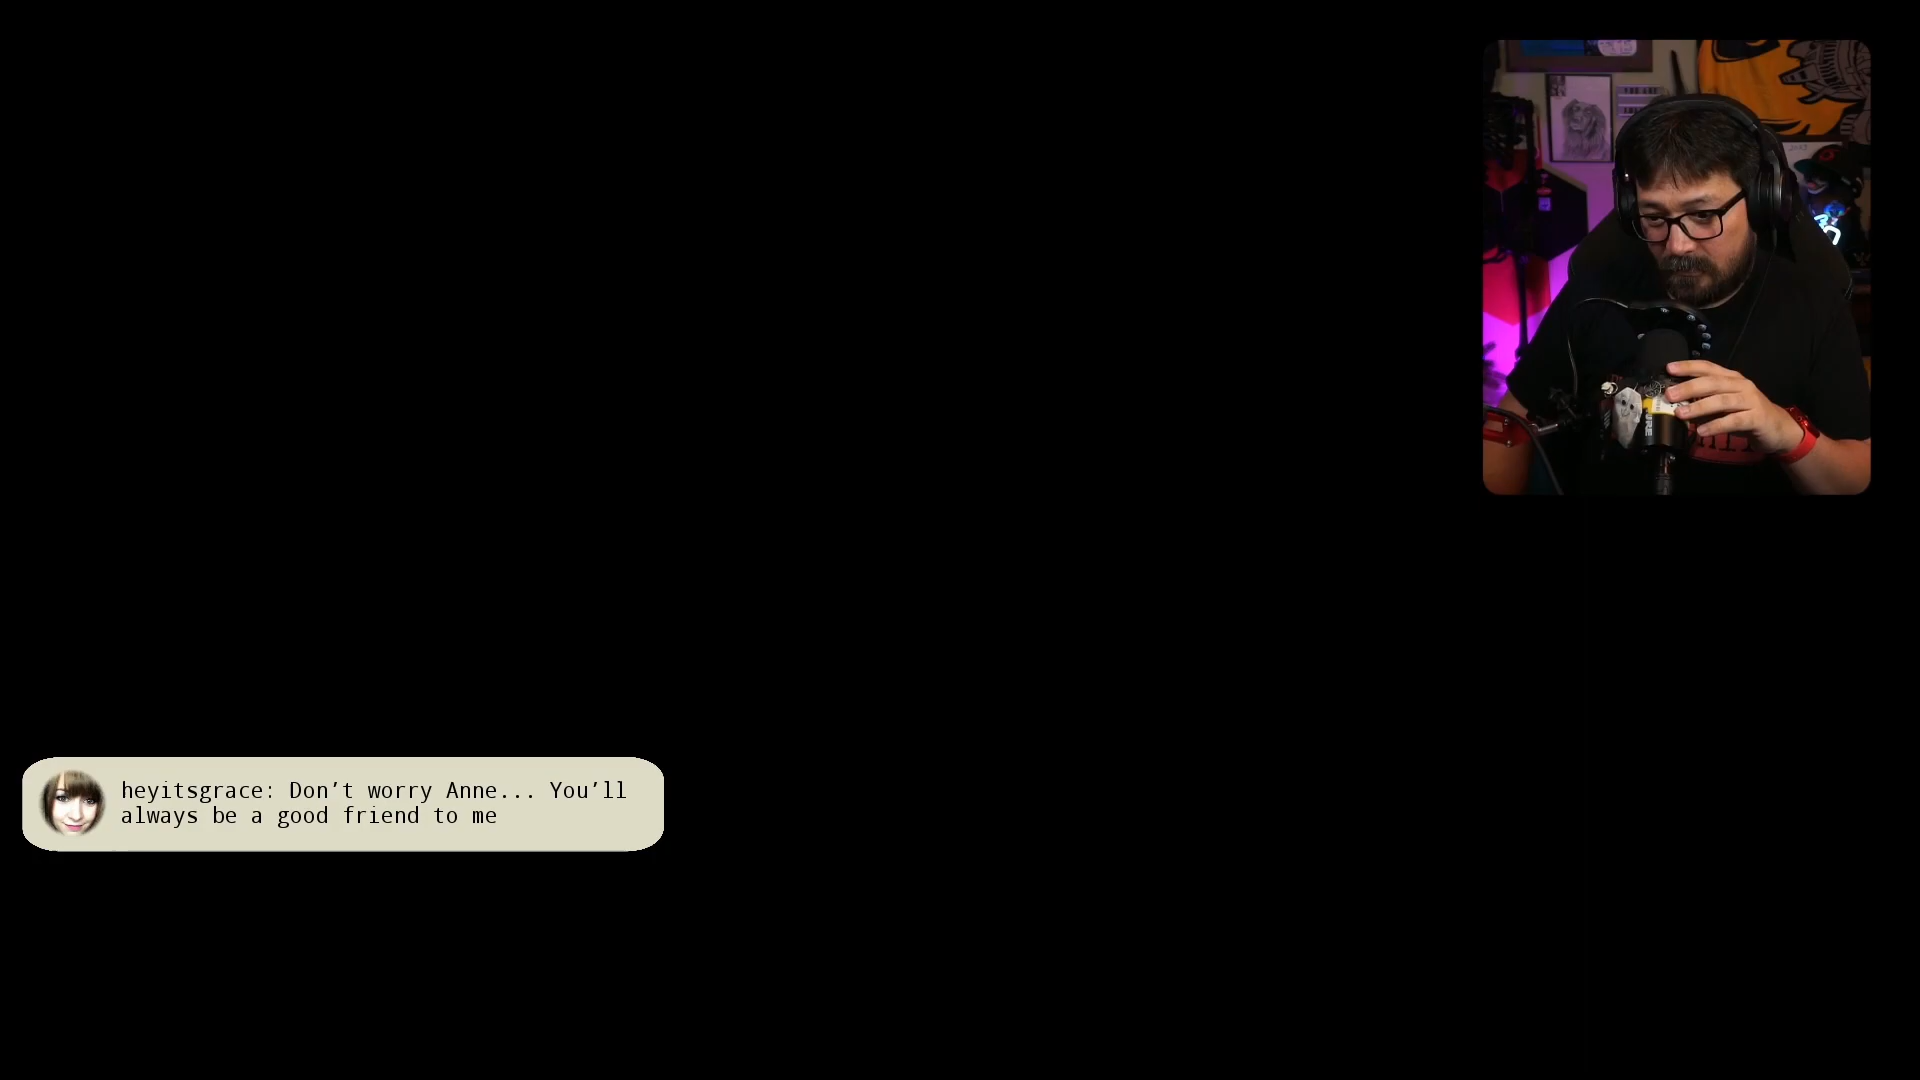 heyitsgrace: Don’t worry Anne... You’ll
always be a good friend to me